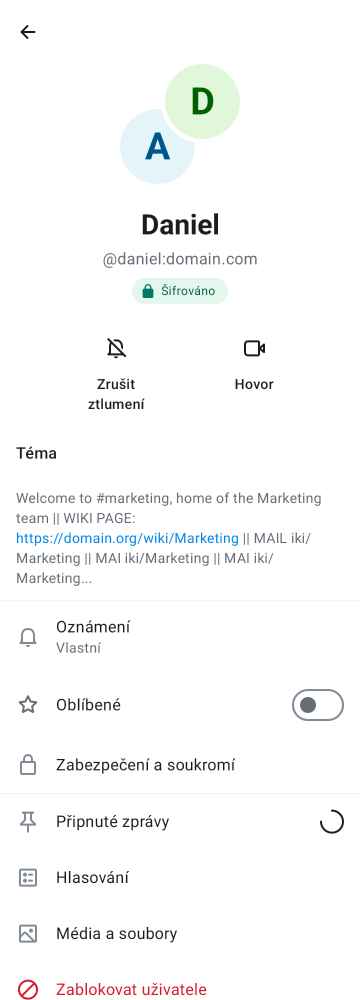 D
A
Daniel
@daniel:domain.com
Šifrováno
Zrušit
ztlumení
Hovor
Téma
Welcome to #marketing, home of the Marketing
team || WIKI PAGE:
https://domain.org/wiki/Marketing || MAIL iki/
Marketing || MAI iki/Marketing || MAI iki/
Marketing...
Oznámení
Vlastní
Oblíbené
Zabezpečení a soukromí
Připnuté zprávy
Hlasování
Média a soubory
Zablokovat uživatele